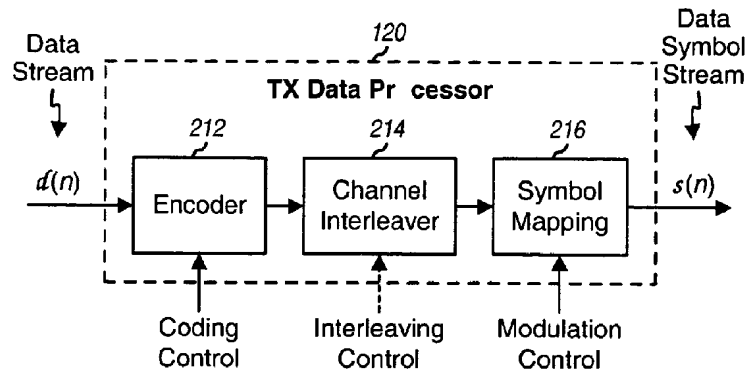 Data
Stream
120
Data
Symbol
Stream
TX Data Pr cessor
212
214
216
d(n)
Encoder
Channel
Interleaver
Symbol
Mapping
s(n)
Coding
Control
Interleaving
Control
Modulation
Control